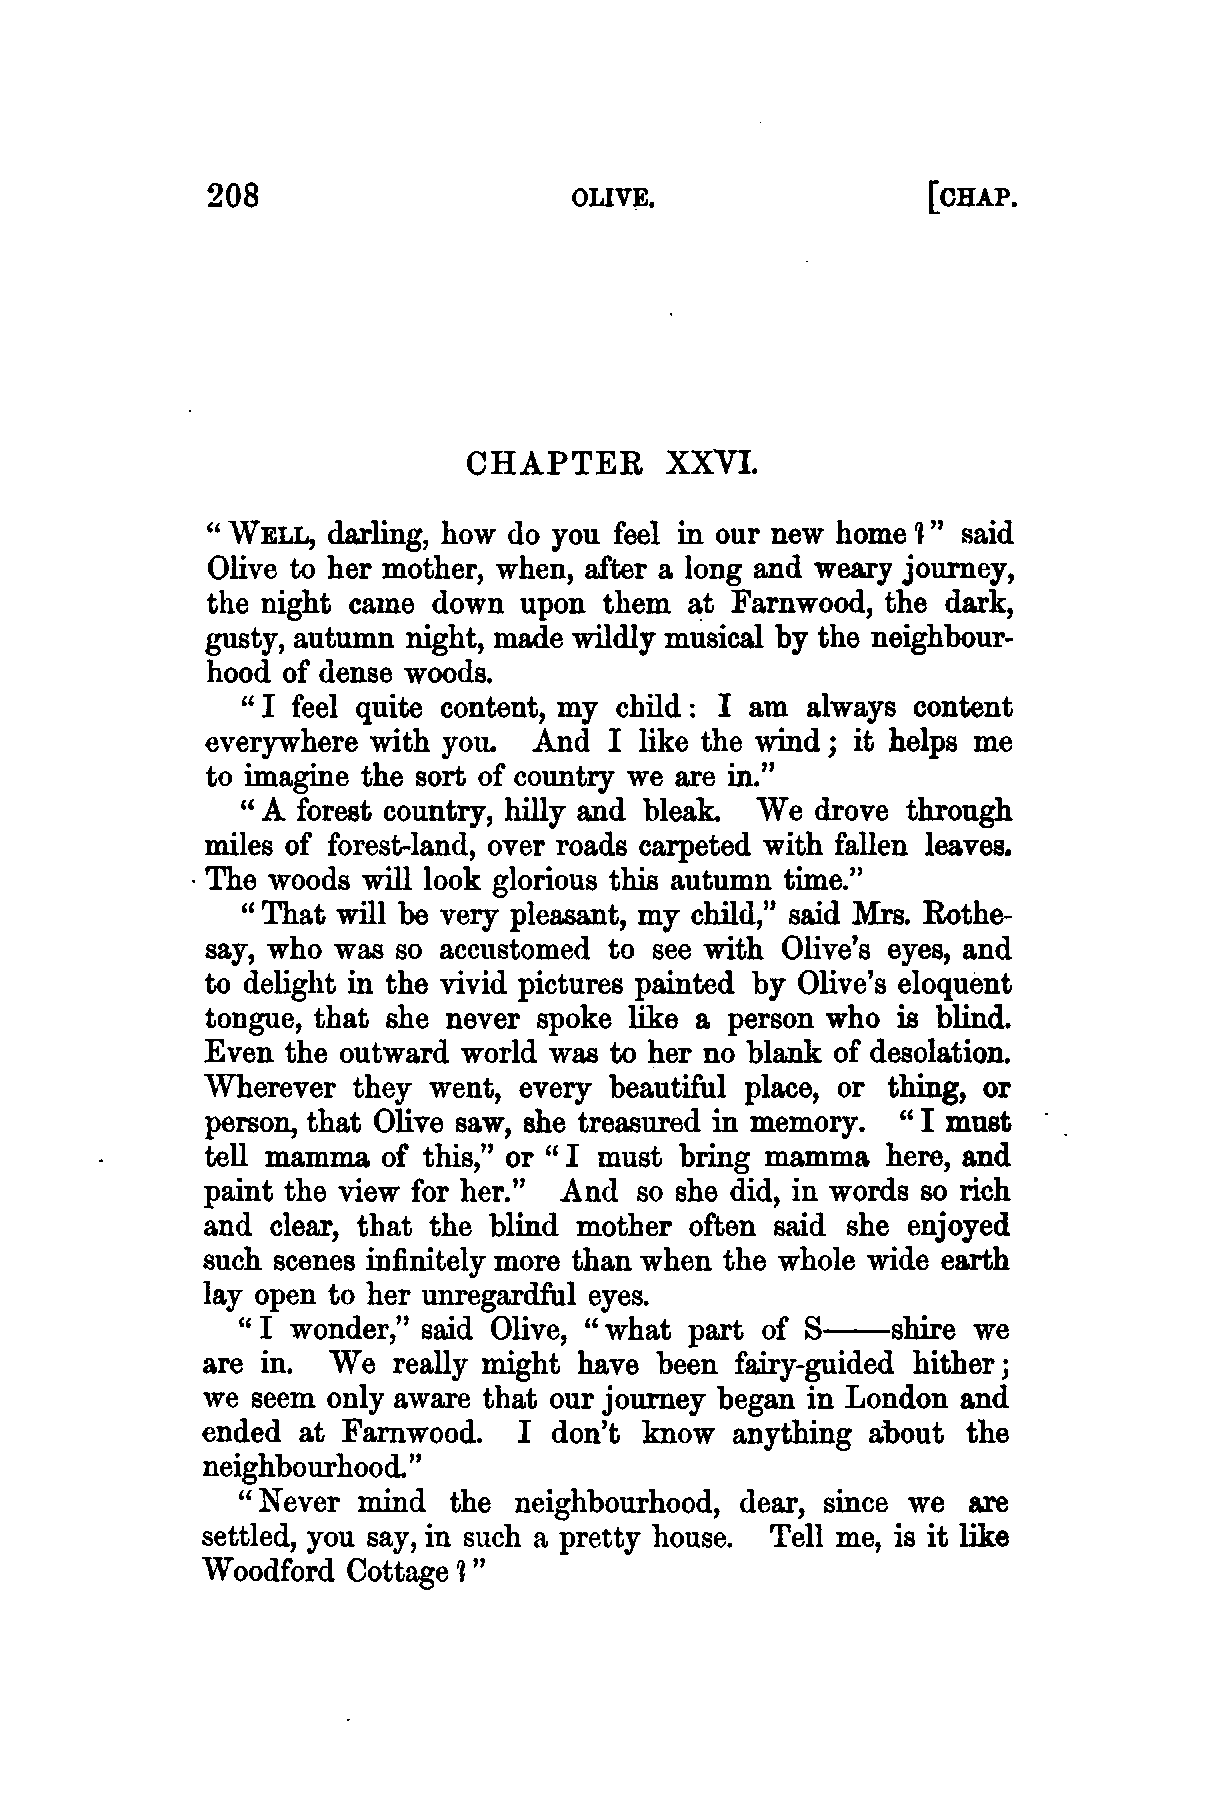 208 OLIVE. [CHAP.
CHAPTER XXVI.
“WELL, darling, how do you feel in our new home?” said
Olive to her mother, when, after a long and weary journey,
the night came down upon them at Farnwood, the dark,
gusty, autumn night, made wildly musical by the neighbour-
hood of dense woods.
“I feel quite content, my child: I am always content
everywhere with you. And I like the wind; it helps me
to imagine the sort of country we are in.”
“A forest country, hilly and bleak. We drove through
miles of forest-land, over roads carpeted with fallen leaves.
The woods will look glorious this autumn time.”
“That will be very pleasant, my child,” said Mrs. Rothe-
say, who was so accustomed to see with Olive’s eyes, and
to delight in the vivid pictures painted by Olive’s eloquent
tongue, that she never spoke like a person who is blind.
Even the outward world was to her no blank of desolation.
Wherever they went, every beautiful place, or thing, or
person, that Olive saw, she treasured in memory. “I must
tell mamma of this,” or “I must bring mamma here, and
paint the view for her.” And so she did, in words so rich
and clear, that the blind mother often said she enjoyed
such scenes infinitely more than when the whole wide earth
lay open to her unregardful eyes.
“I wonder,” said Olive, “what part of S——shire we
are in. We really might have been fairy-guided hither;
we seem only aware that our journey began in London and
ended at Farnwood. I don’t know anything about the
neighbourhood.”
“Never mind the neighbourhood, dear, since we are
settled, you say, in such a pretty house. Tell me, is it like
Woodford Cottage?”